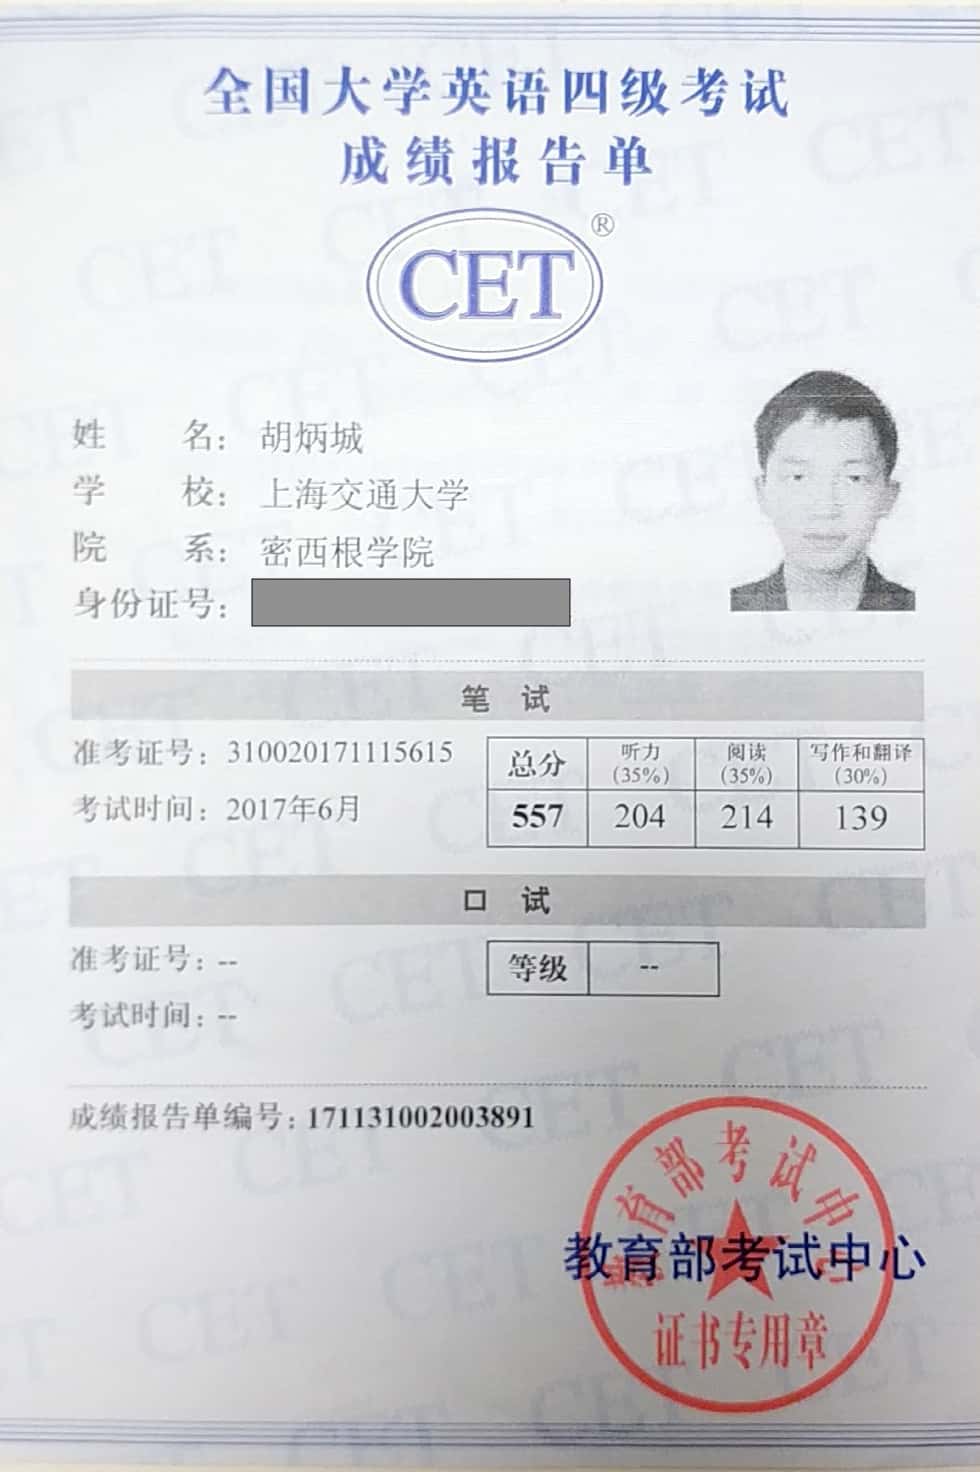 全国大学英语四级考试
成绩报告单
CET®
姓 名： 胡炳城
学 校： 上海交通大学
院 系： 密西根学院
身份证号：
笔 试
准考证号：310020171115615
考试时间：2017年6月
总分 听力(35%) 阅读(35%) 写作和翻译(30%)
557 204 214 139
口 试
准考证号：--
考试时间：--
等级 --
成绩报告单编号：171131002003891
教育部考试中心
教育部考试中心
证书专用章